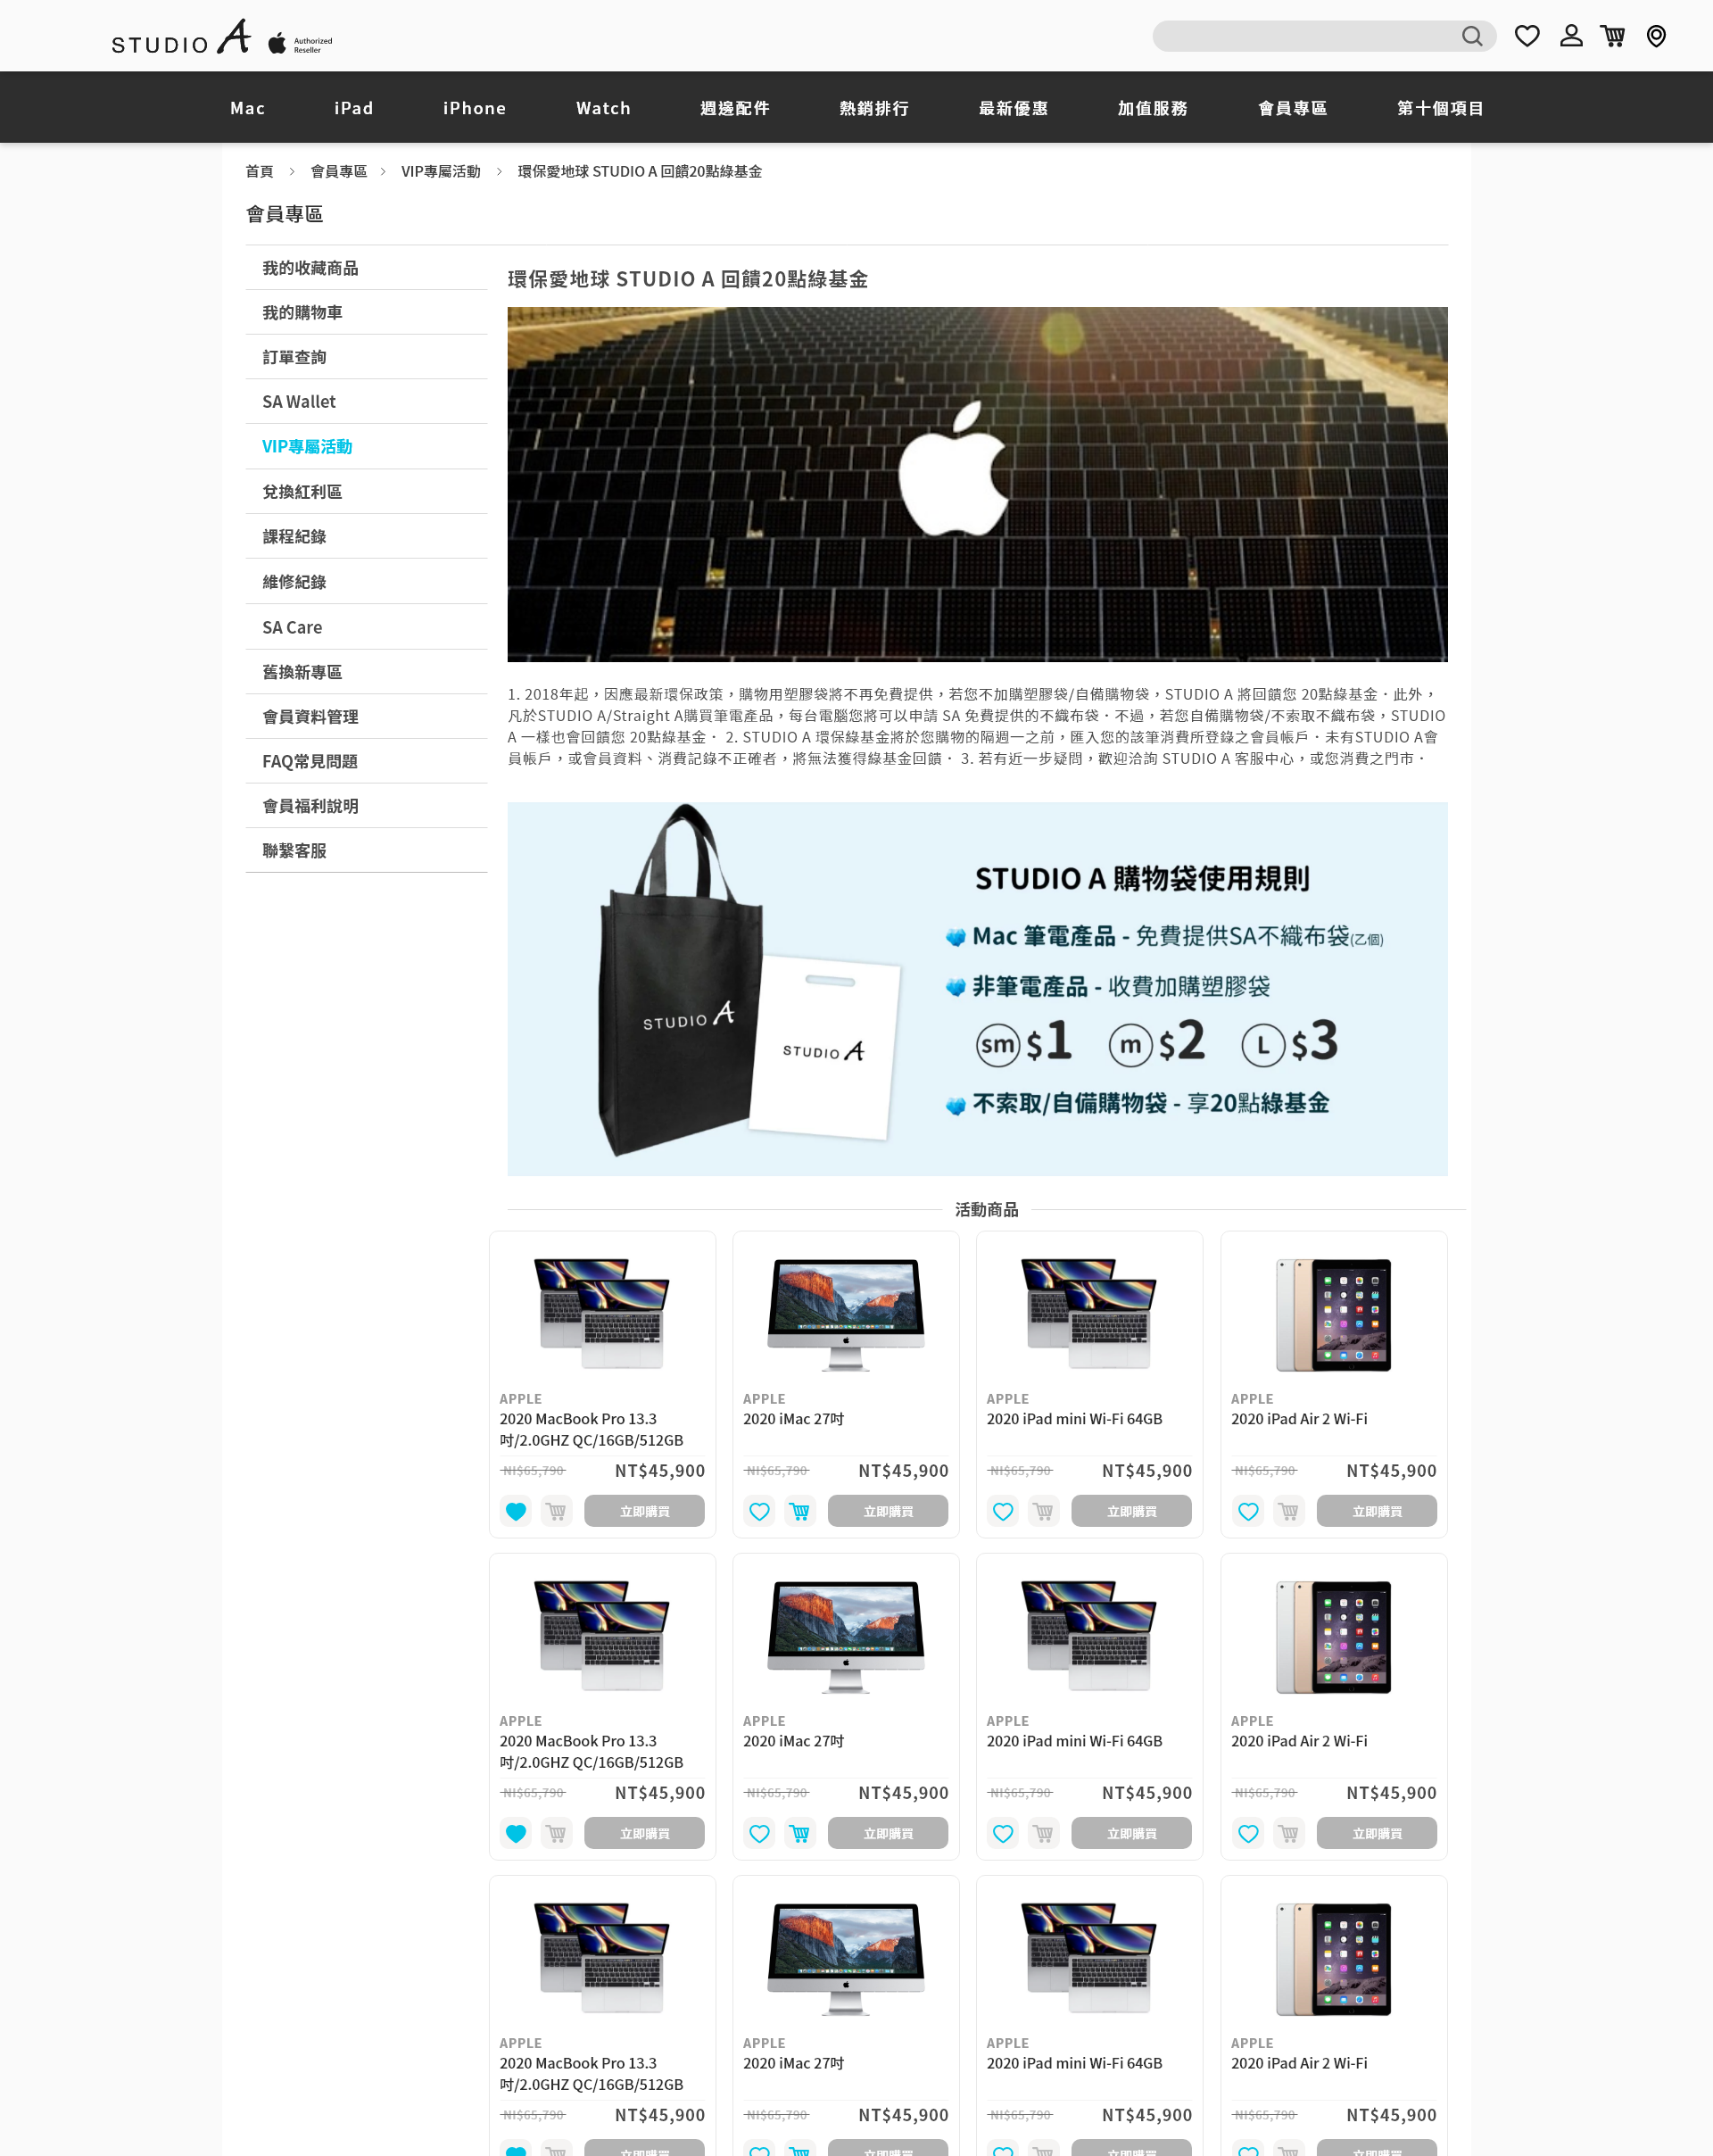 STUDIO A Authorized
Reseller
Mac iPad iPhone Watch 週邊配件 熱銷排行 最新優惠 加值服務 會員專區 第十個項目
首頁 > 會員專區 > VIP專屬活動 > 環保愛地球 STUDIO A 回饋20點綠基金
會員專區
我的收藏商品
我的購物車
訂單查詢
SA Wallet
VIP專屬活動
兌換紅利區
課程紀錄
維修紀錄
SA Care
舊換新專區
會員資料管理
FAQ常見問題
會員福利說明
聯繫客服
環保愛地球 STUDIO A 回饋20點綠基金
1. 2018年起，因應最新環保政策，購物用塑膠袋將不再免費提供，若您不加購塑膠袋/自備購物袋，STUDIO A 將回饋您 20點綠基金．此外，
凡於STUDIO A/Straight A購買筆電產品，每台電腦您將可以申請 SA 免費提供的不織布袋．不過，若您自備購物袋/不索取不織布袋，STUDIO
A 一樣也會回饋您 20點綠基金． 2. STUDIO A 環保綠基金將於您購物的隔週一之前，匯入您的該筆消費所登錄之會員帳戶．未有STUDIO A會
員帳戶，或會員資料、消費記錄不正確者，將無法獲得綠基金回饋． 3. 若有近一步疑問，歡迎洽詢 STUDIO A 客服中心，或您消費之門市．
STUDIO A
STUDIO A
STUDIO A 購物袋使用規則
Mac 筆電產品 - 免費提供SA不織布袋(乙個)
非筆電產品 - 收費加購塑膠袋
sm $1 m $2 L $3
不索取/自備購物袋 - 享20點綠基金
活動商品
APPLE APPLE APPLE APPLE
2020 MacBook Pro 13.3 2020 iMac 27吋 2020 iPad mini Wi-Fi 64GB 2020 iPad Air 2 Wi-Fi
吋/2.0GHZ QC/16GB/512GB
NT$65,790 NT$45,900 NT$65,790 NT$45,900 NT$65,790 NT$45,900 NT$65,790 NT$45,900
立即購買 立即購買 立即購買 立即購買
APPLE APPLE APPLE APPLE
2020 MacBook Pro 13.3 2020 iMac 27吋 2020 iPad mini Wi-Fi 64GB 2020 iPad Air 2 Wi-Fi
吋/2.0GHZ QC/16GB/512GB
NT$65,790 NT$45,900 NT$65,790 NT$45,900 NT$65,790 NT$45,900 NT$65,790 NT$45,900
立即購買 立即購買 立即購買 立即購買
APPLE APPLE APPLE APPLE
2020 MacBook Pro 13.3 2020 iMac 27吋 2020 iPad mini Wi-Fi 64GB 2020 iPad Air 2 Wi-Fi
吋/2.0GHZ QC/16GB/512GB
NT$65,790 NT$45,900 NT$65,790 NT$45,900 NT$65,790 NT$45,900 NT$65,790 NT$45,900
立即購買 立即購買 立即購買 立即購買